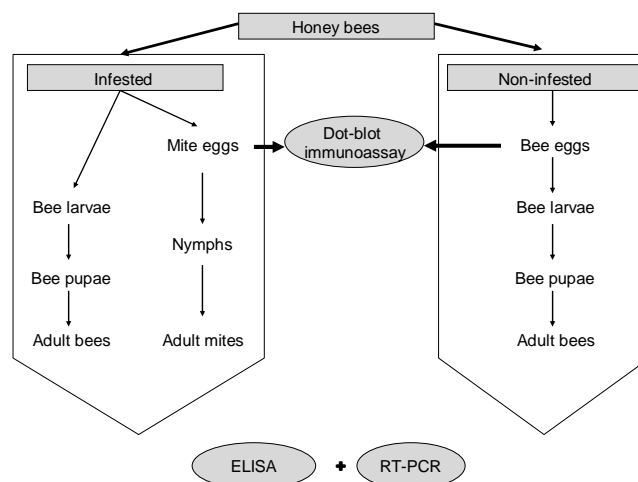 Honey bees
Infested
Non-infested
Dot-blot
immunoassay
Mite eggs
Bee eggs
Bee larvae
Bee larvae
Nymphs
Bee pupae
Bee pupae
Adult bees
Adult mites
Adult bees
ELISA + RT-PCR